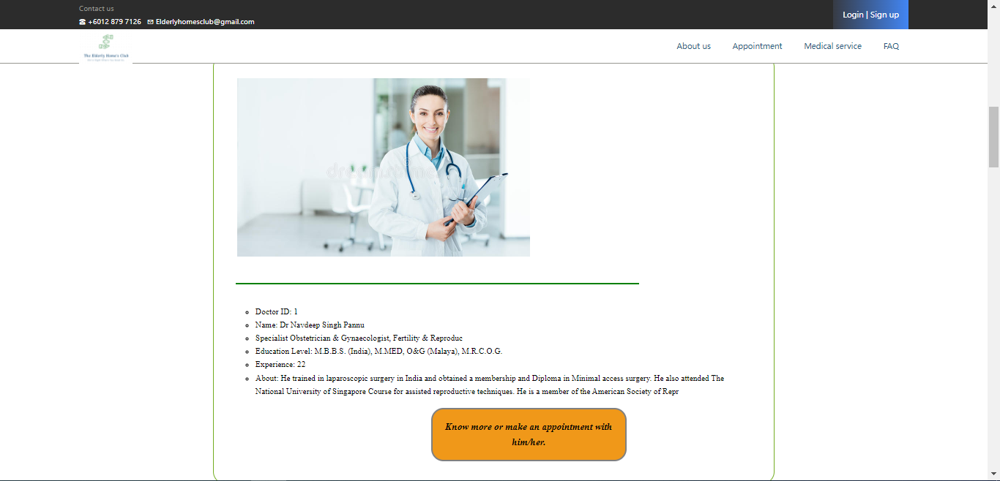 Contact us
+6012 879 7126 Elderlyhomesclub@gmail.com
Login | Sign up
The Elderly Home's Club
About us Appointment Medical service FAQ
Doctor ID: 1
Name: Dr Navdeep Singh Pannu
Specialist Obstetrician & Gynaecologist, Fertility & Reproduc
Education Level: M.B.B.S. (India), M.MED, O&G (Malaya), M.R.C.O.G.
Experience: 22
About: He trained in laparoscopic surgery in India and obtained a membership and Diploma in Minimal access surgery. He also attended The
National University of Singapore Course for assisted reproductive techniques. He is a member of the American Society of Repr
Know more or make an appointment with
him/her.